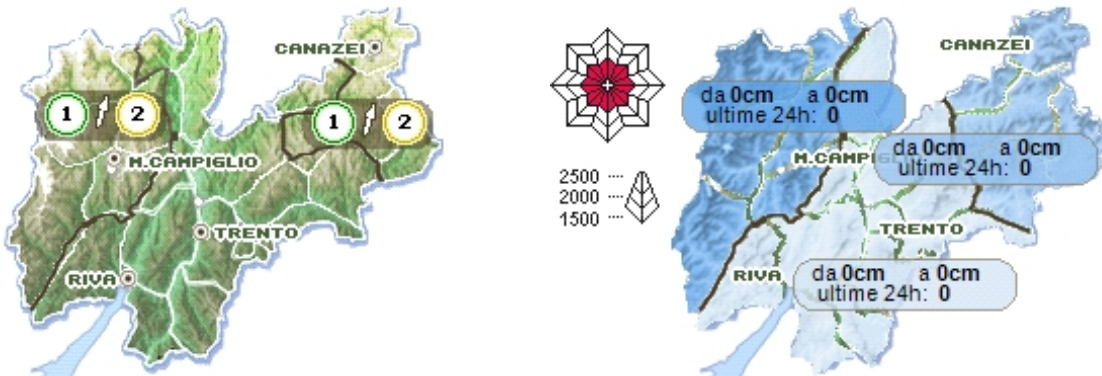 CANAZEI
1 2
1 2
M.CAMPIGLIO
TRENTO
RIVA
2500
2000
1500
CANAZEI
da 0cm a 0cm
ultime 24h: 0
M.CAMPIGLIO
da 0cm a 0cm
ultime 24h: 0
TRENTO
RIVA
da 0cm a 0cm
ultime 24h: 0